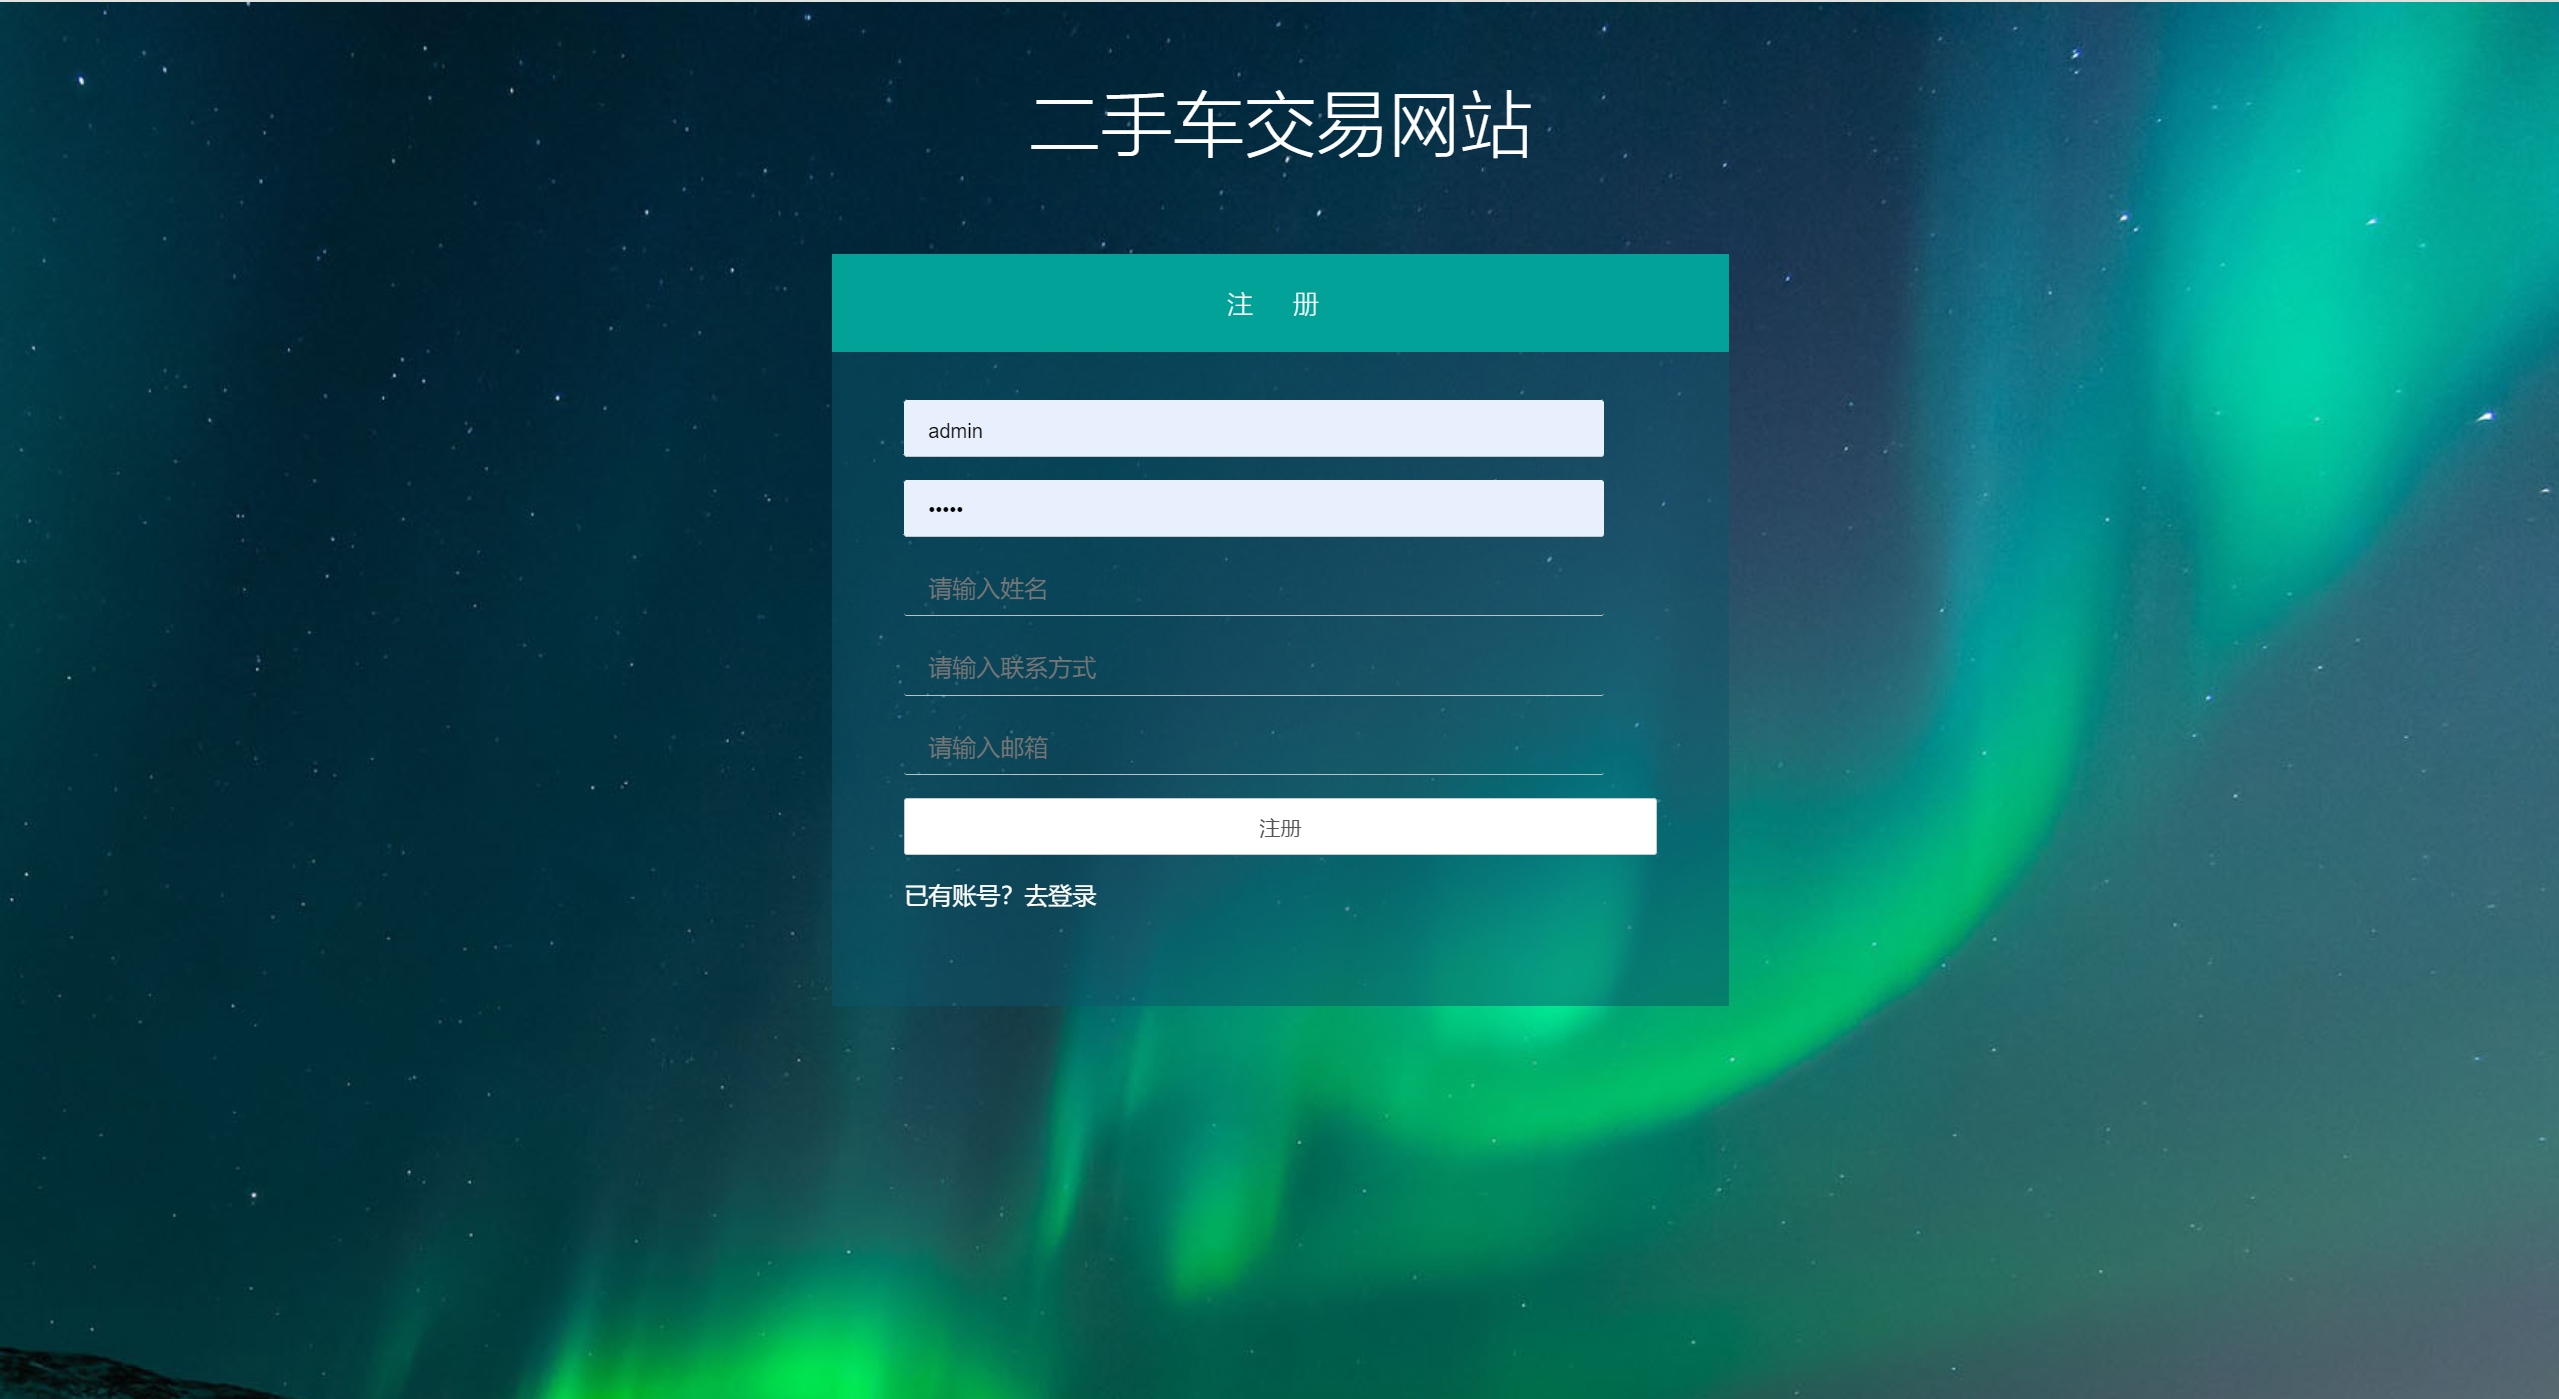 二手车交易网站
注 册
admin
•••••
请输入姓名
请输入联系方式
请输入邮箱
注册
已有账号？去登录